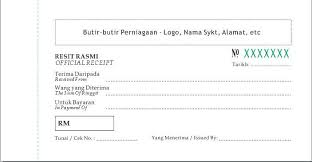 Butir-butir Perniagaan - Logo, Nama Sykt, Alamat, etc
RESIT RASMI
OFFICIAL RECEIPT
No XXXXXXX
Tarikh:
Terima Daripada
Received From
Wang yang Diterima
The Sum Of Ringgit
Untuk Bayaran
In Payment Of
RM
Tunai / Cek No. :
Yang Menerima / Issued By: